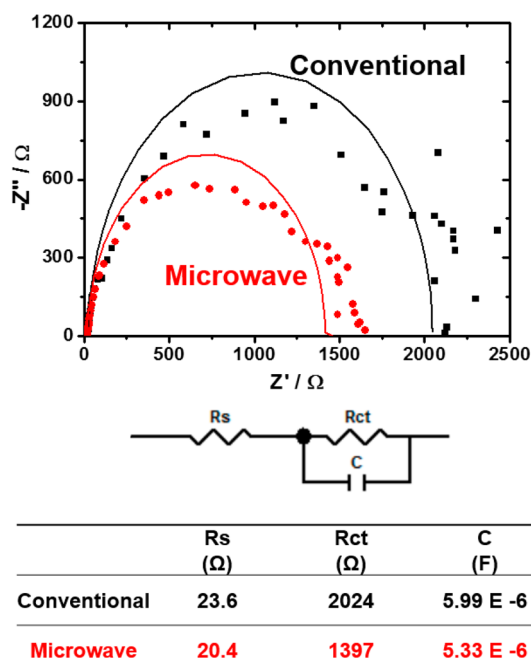 1200
900
600
300
0
-Z'' / Ω
Conventional
Microwave
0 500 1000 1500 2000 2500
Z' / Ω
Rs Rct
C
Rs Rct C
(Ω) (Ω) (F)
Conventional 23.6 2024 5.99 E -6
Microwave 20.4 1397 5.33 E -6